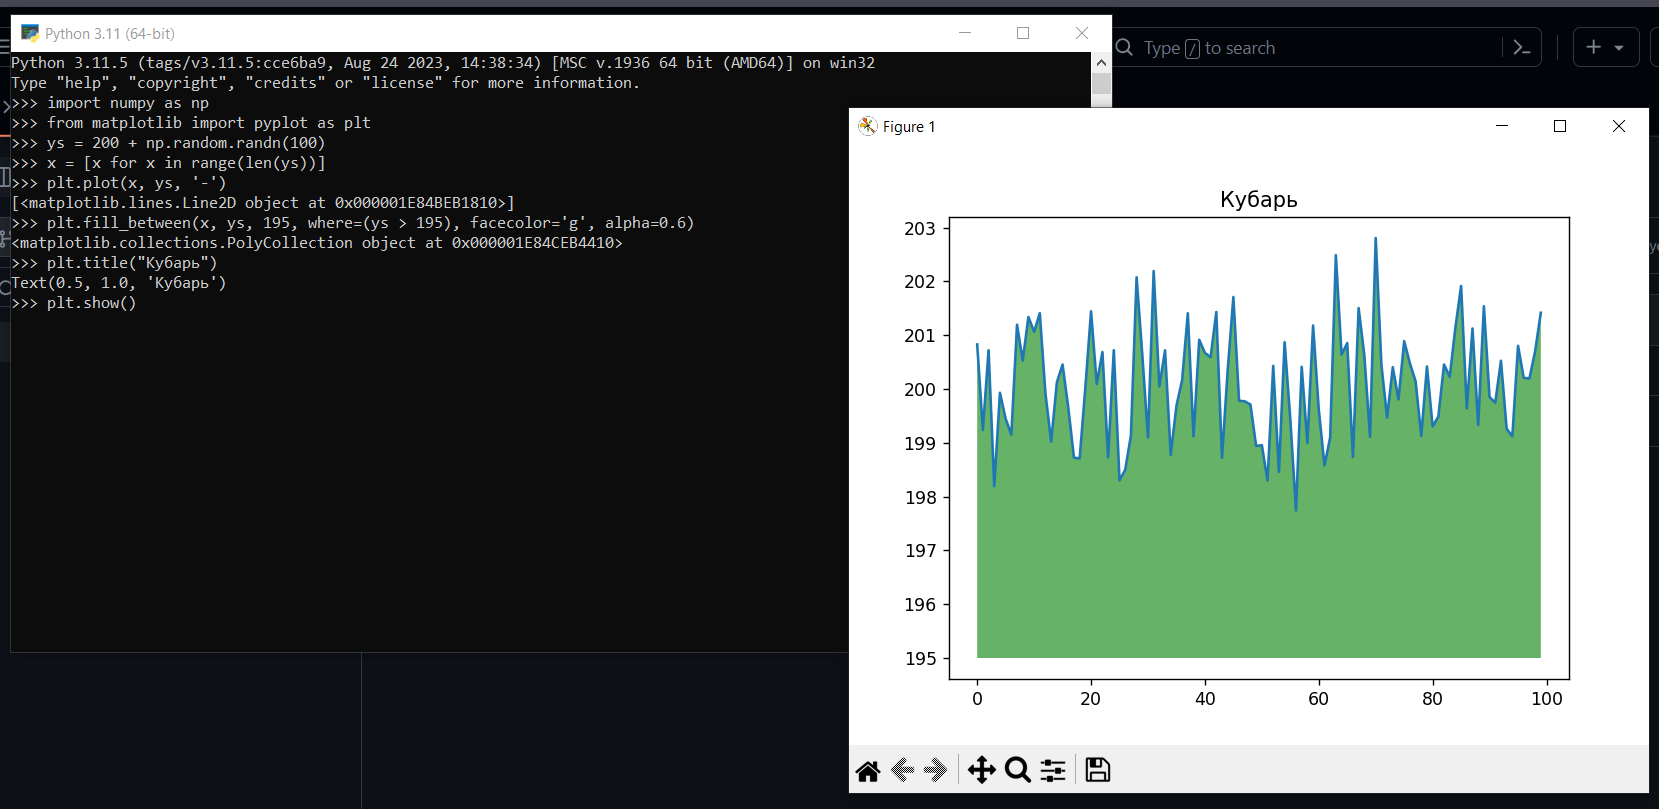 Python 3.11 (64-bit)
Python 3.11.5 (tags/v3.11.5:cce6ba9, Aug 24 2023, 14:38:34) [MSC v.1936 64 bit (AMD64)] on win32
Type "help", "copyright", "credits" or "license" for more information.
>>> import numpy as np
>>> from matplotlib import pyplot as plt
>>> ys = 200 + np.random.randn(100)
>>> x = [x for x in range(len(ys))]
>>> plt.plot(x, ys, '-')
[<matplotlib.lines.Line2D object at 0x000001E84BEB1810>]
>>> plt.fill_between(x, ys, 195, where=(ys > 195), facecolor='g', alpha=0.6)
<matplotlib.collections.PolyCollection object at 0x000001E84CEB4410>
>>> plt.title("Кубарь")
Text(0.5, 1.0, 'Кубарь')
>>> plt.show()
Type / to search
Figure 1
Кубарь
203
202
201
200
199
198
197
196
195
0 20 40 60 80 100